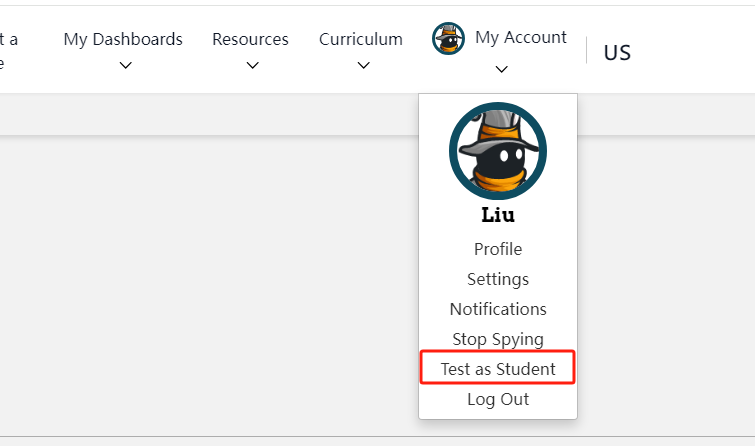 t a
e
My Dashboards
Resources
Curriculum
My Account
US
Liu
Profile
Settings
Notifications
Stop Spying
Test as Student
Log Out